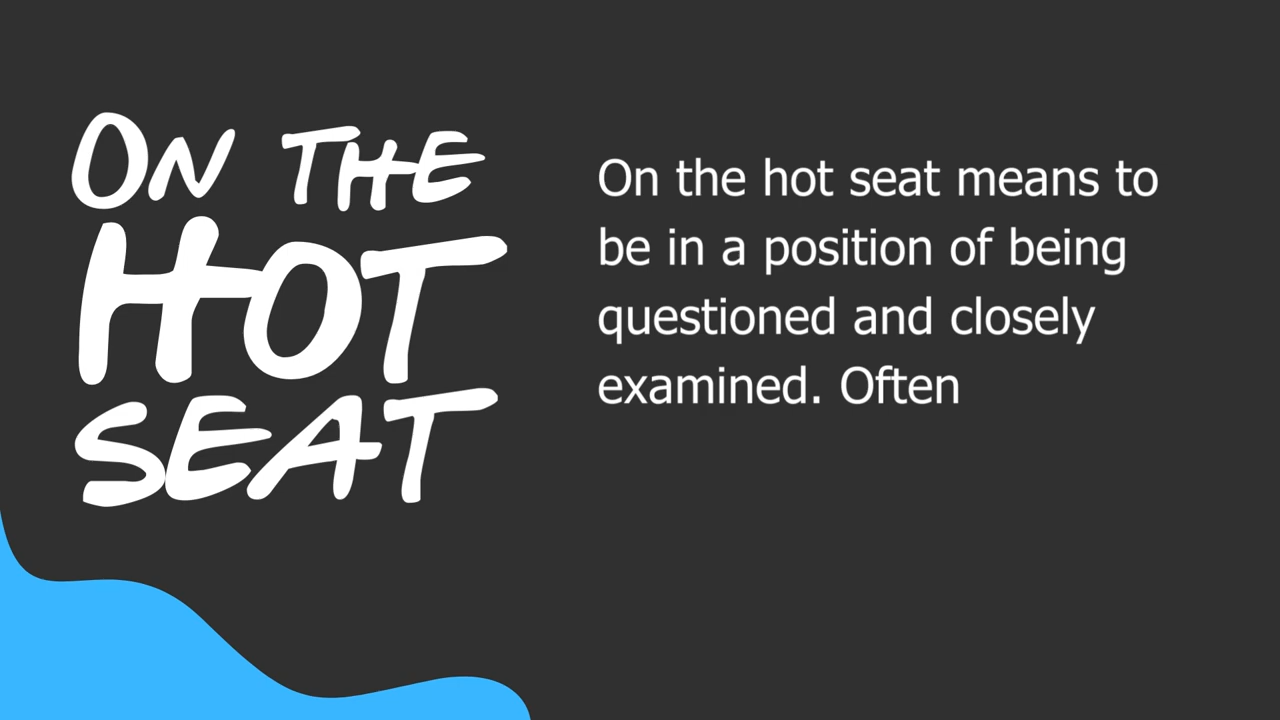 ON THE
HOT
SEAT
On the hot seat means to
be in a position of being
questioned and closely
examined. Often